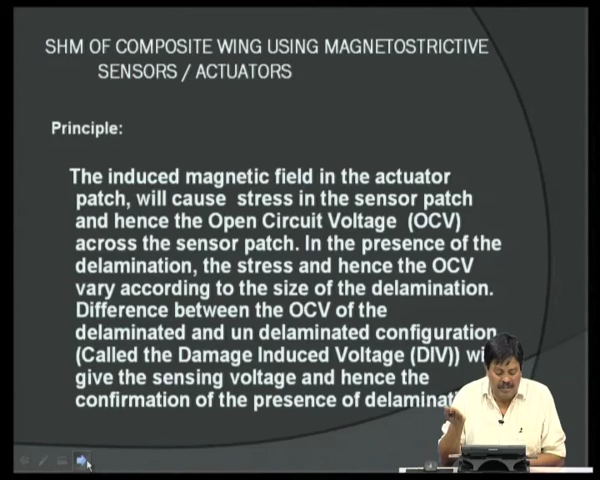 SHM OF COMPOSITE WING USING MAGNETOSTRICTIVE
SENSORS / ACTUATORS
Principle:
The induced magnetic field in the actuator
patch, will cause stress in the sensor patch
and hence the Open Circuit Voltage (OCV)
across the sensor patch. In the presence of the
delamination, the stress and hence the OCV
vary according to the size of the delamination.
Difference between the OCV of the
delaminated and un delaminated configuration
(Called the Damage Induced Voltage (DIV))
give the sensing voltage and hence the
confirmation of the presence of